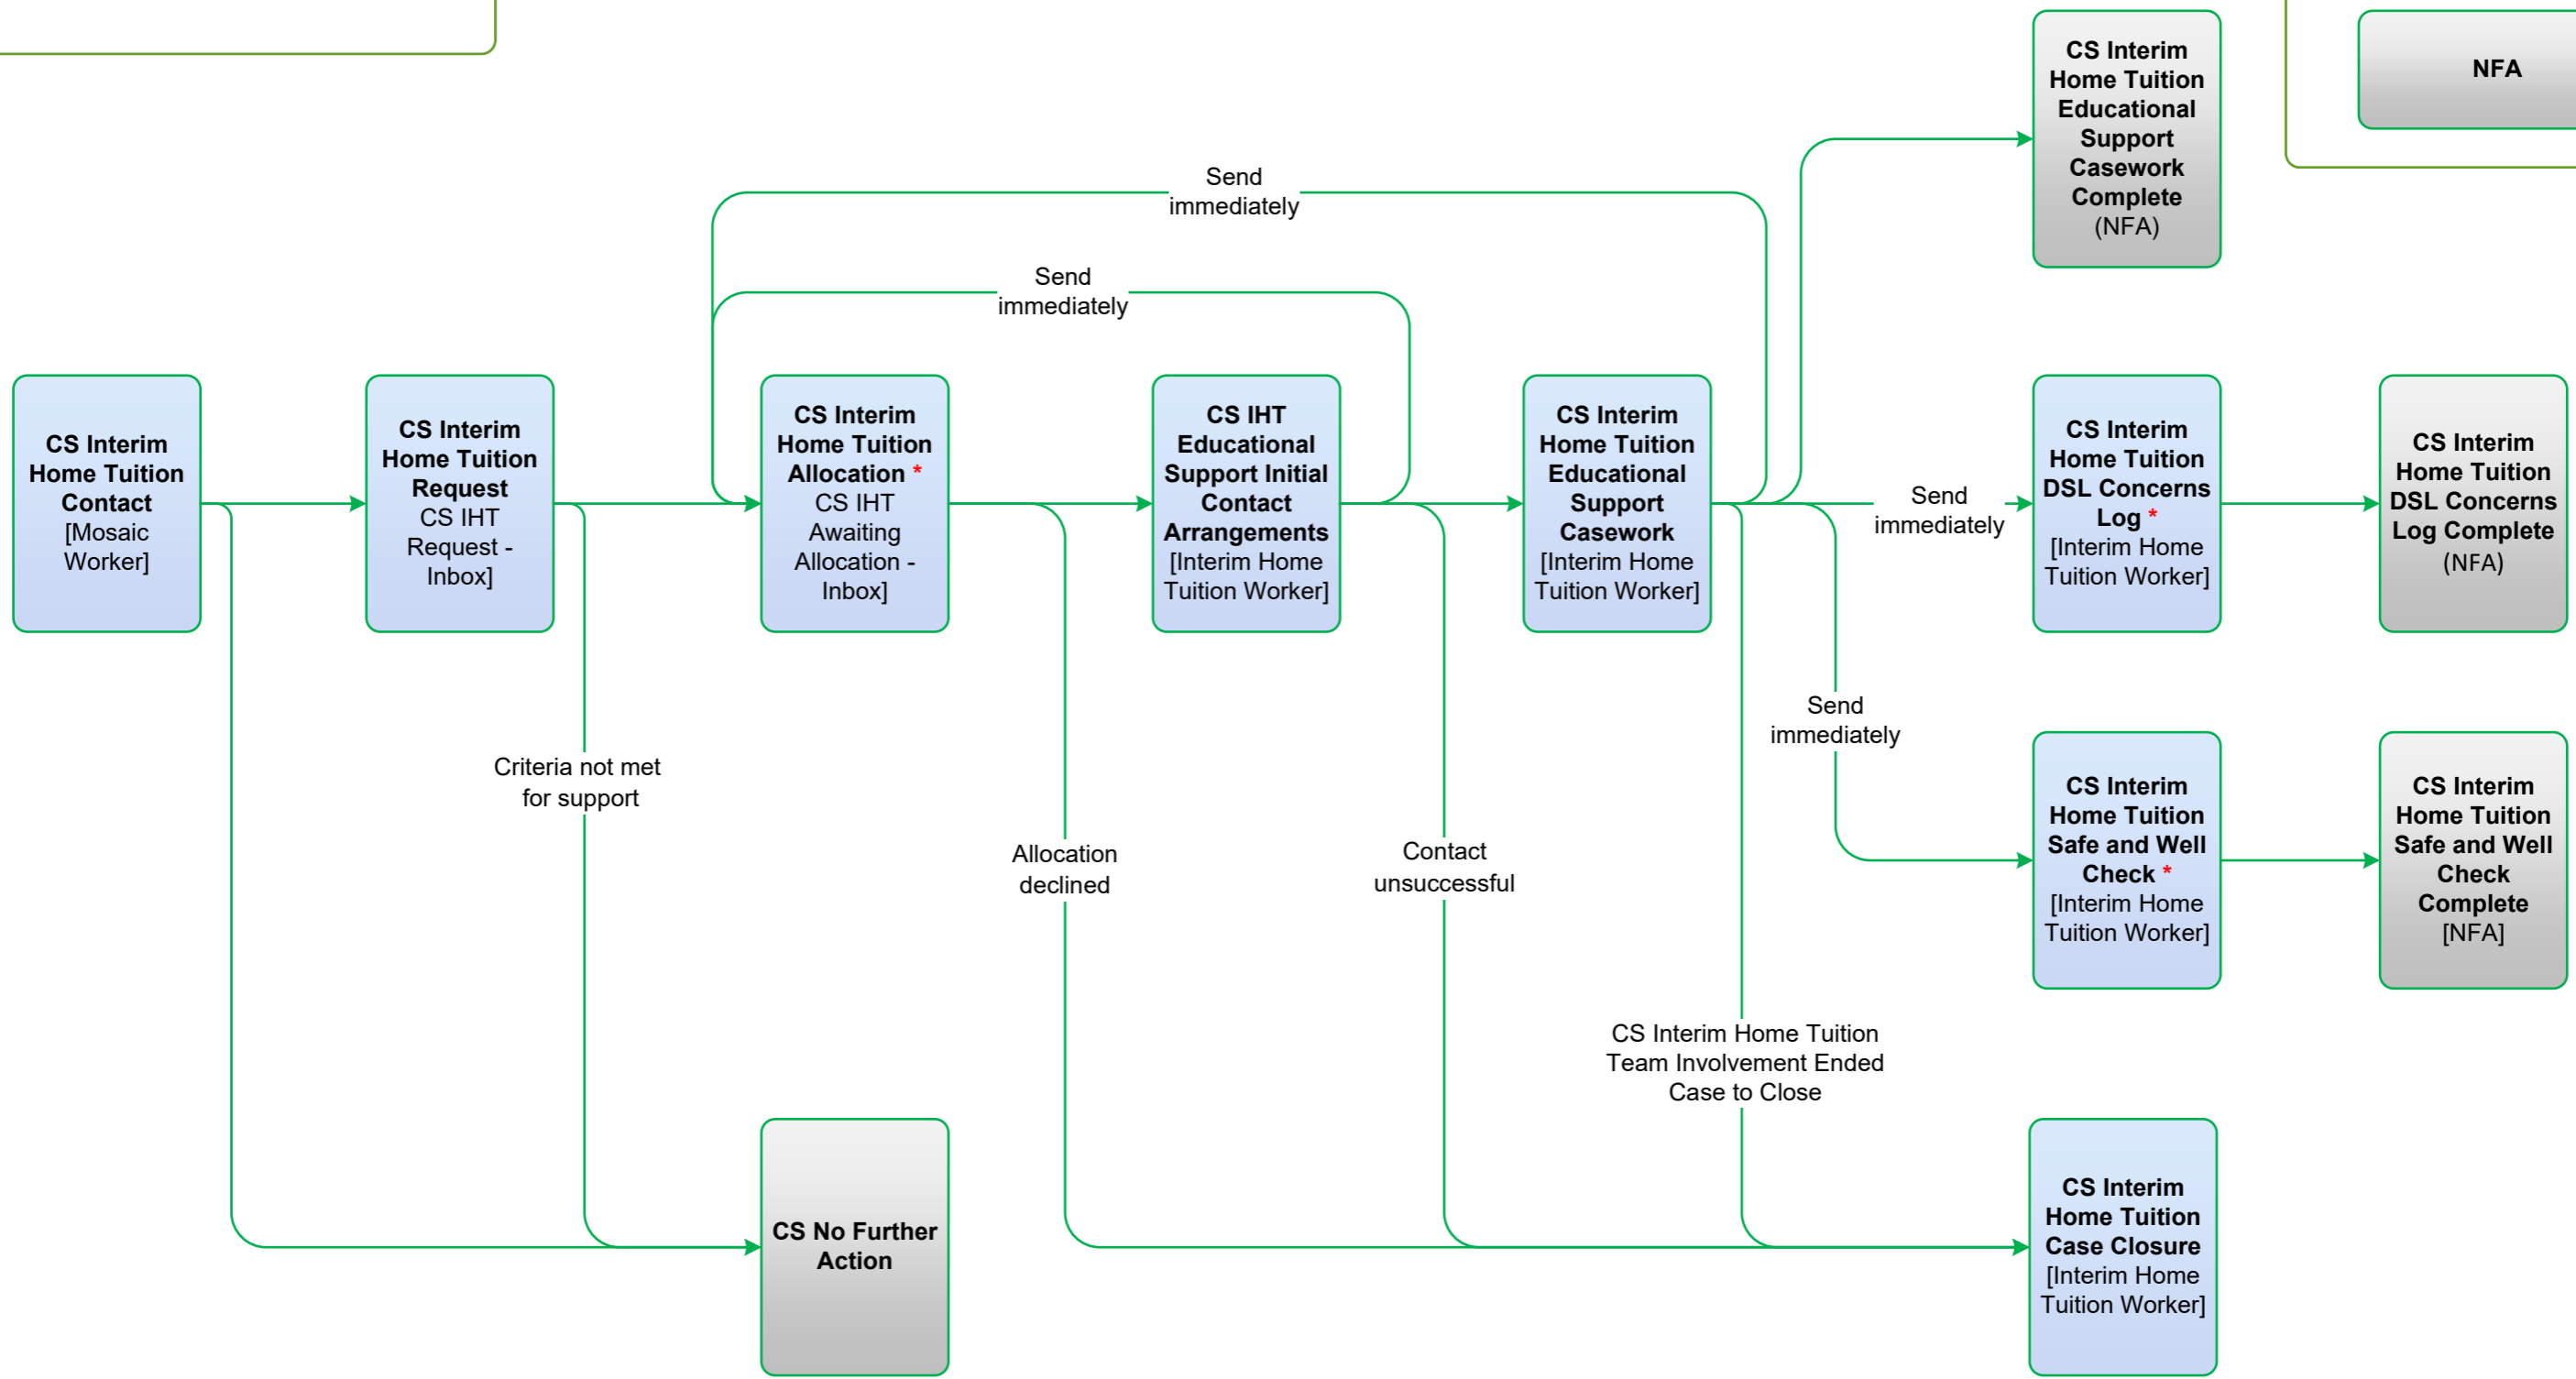 CS Interim
Home Tuition
Educational
Support
Casework
Complete
(NFA)
NFA
Send
immediately
Send
immediately
CS Interim
Home Tuition
Contact
[Mosaic
Worker]
CS Interim
Home Tuition
Request
CS IHT
Request -
Inbox]
CS Interim
Home Tuition
Allocation *
CS IHT
Awaiting
Allocation -
Inbox]
CS IHT
Educational
Support Initial
Contact
Arrangements
[Interim Home
Tuition Worker]
CS Interim
Home Tuition
Educational
Support
Casework
[Interim Home
Tuition Worker]
Send
immediately
CS Interim
Home Tuition
DSL Concerns
Log *
[Interim Home
Tuition Worker]
CS Interim
Home Tuition
DSL Concerns
Log Complete
(NFA)
Send
immediately
Criteria not met
for support
Allocation
declined
Contact
unsuccessful
CS Interim
Home Tuition
Safe and Well
Check *
[Interim Home
Tuition Worker]
CS Interim
Home Tuition
Safe and Well
Check
Complete
[NFA]
CS Interim Home Tuition
Team Involvement Ended
Case to Close
CS No Further
Action
CS Interim
Home Tuition
Case Closure
[Interim Home
Tuition Worker]